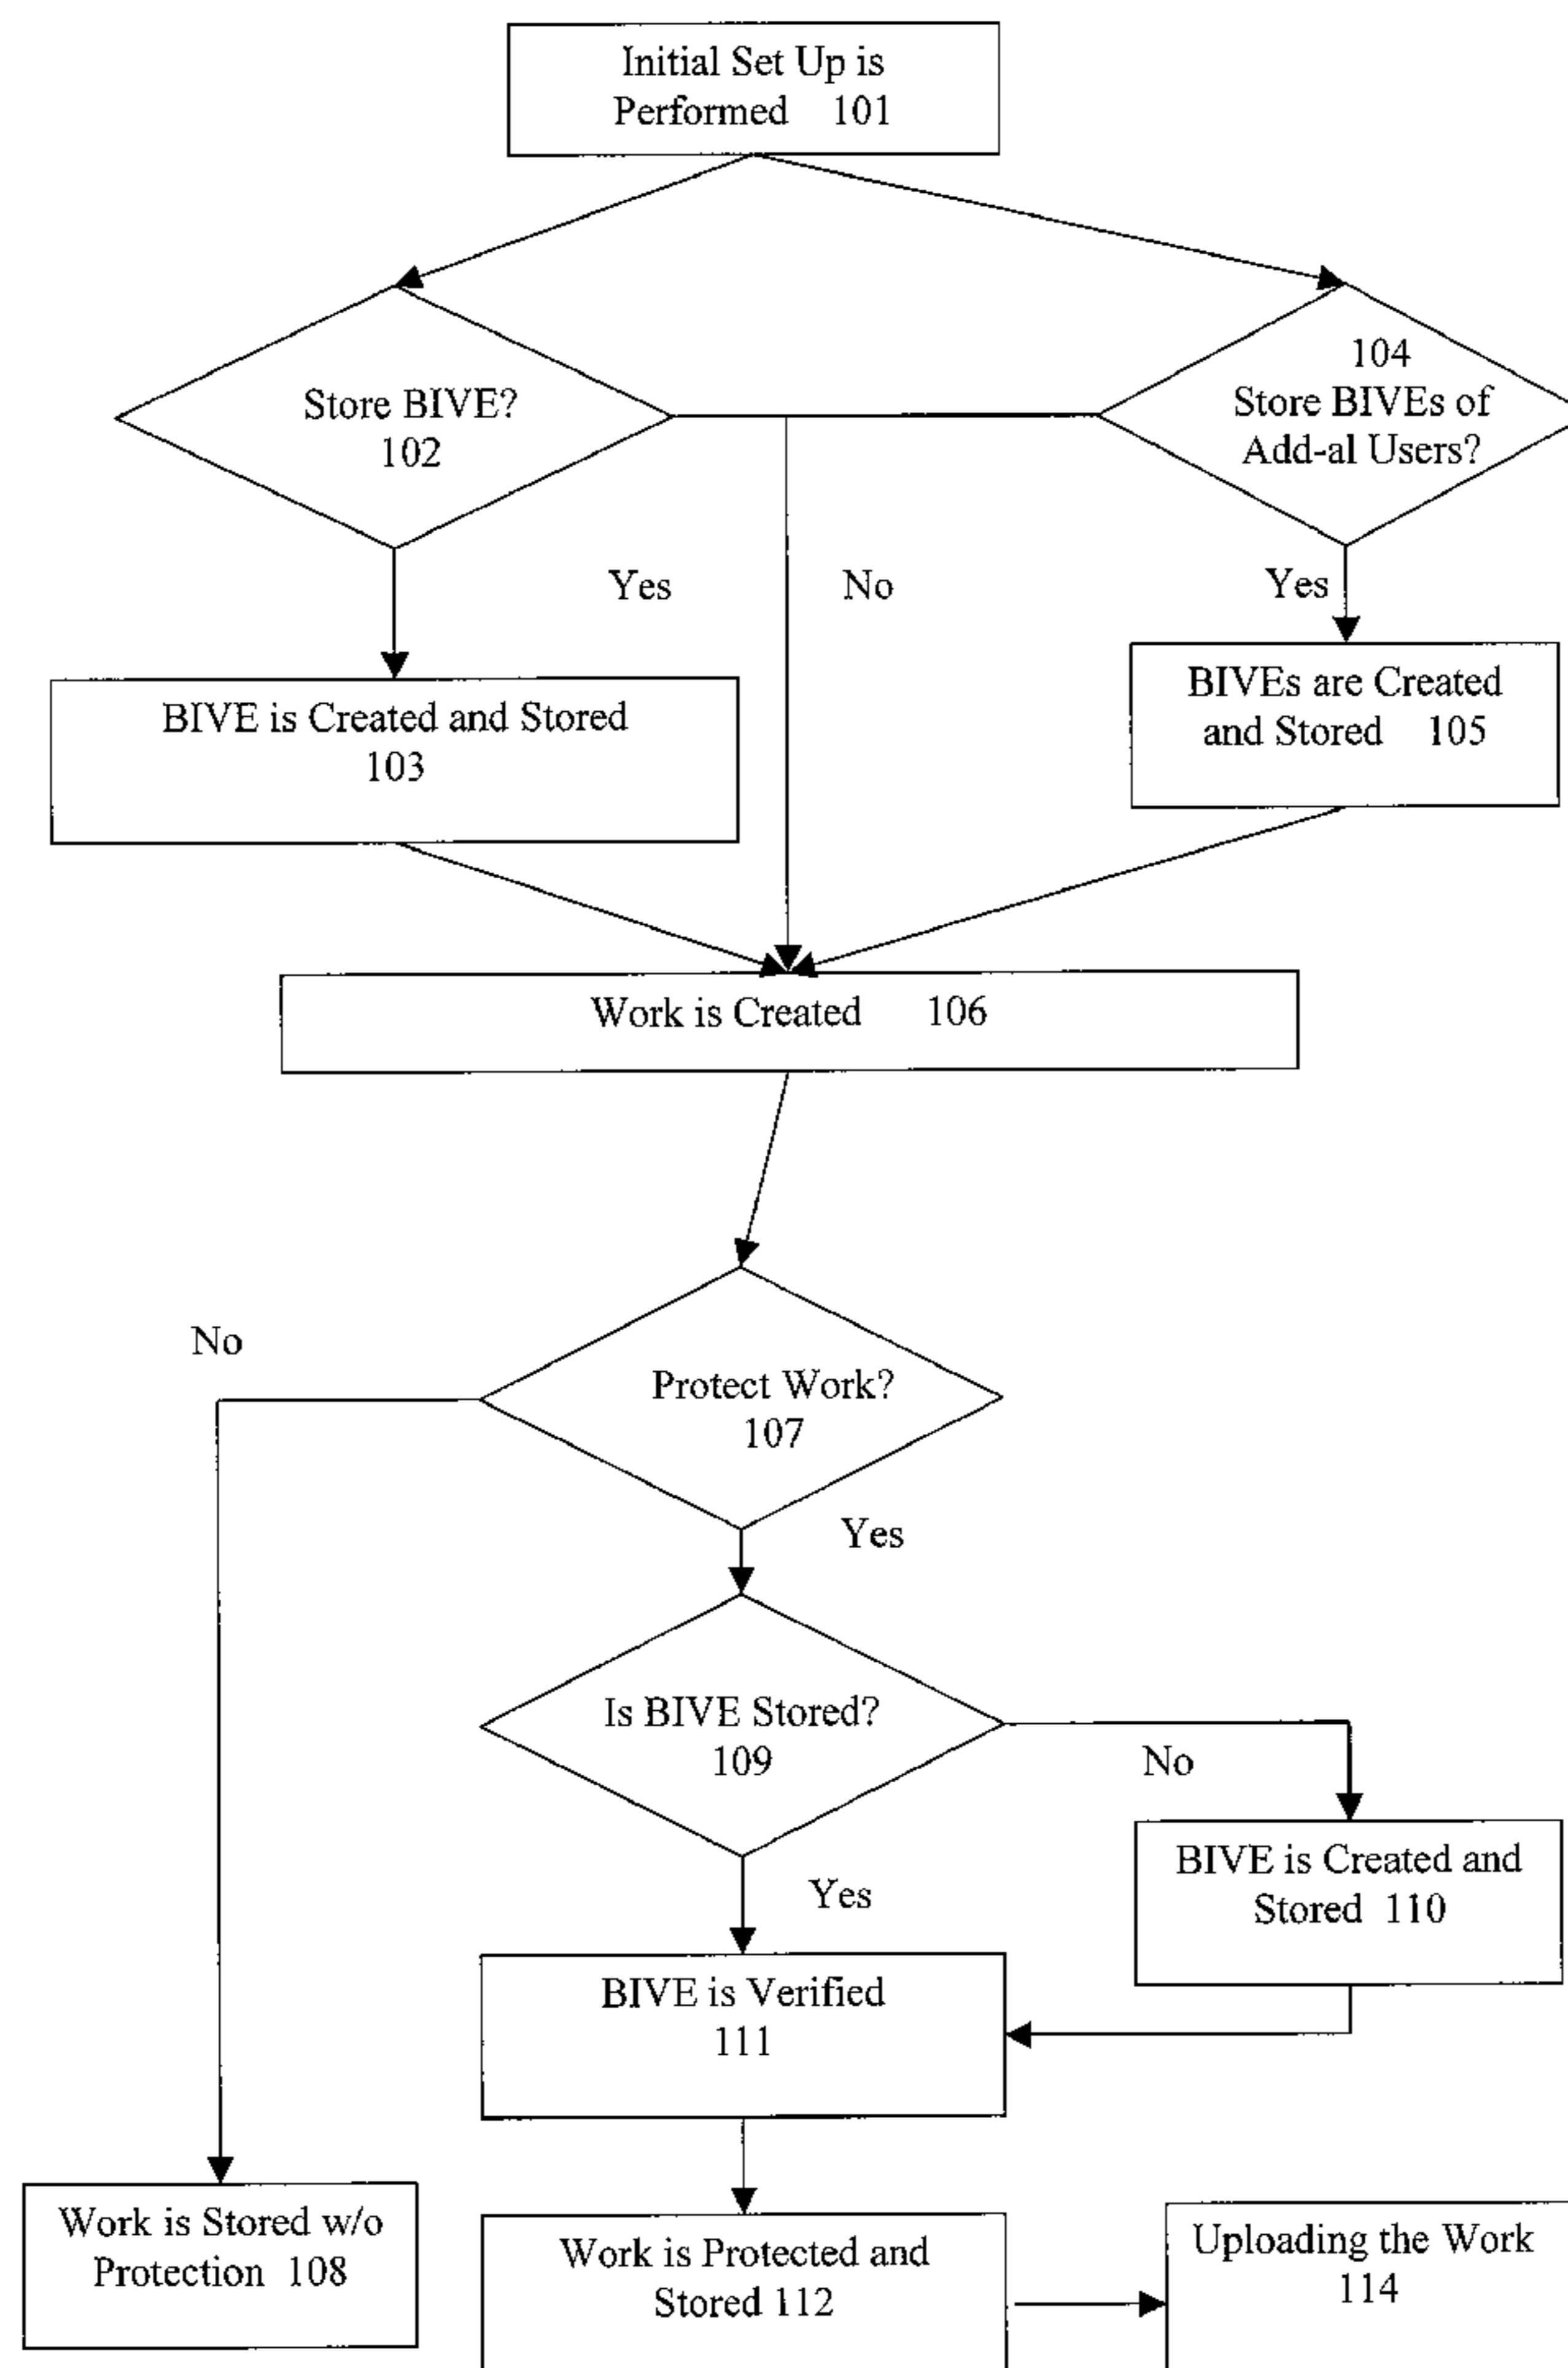 Initial Set Up is
Performed 101
Store BIVE?
102
104
Store BIVEs of
Add-al Users?
Yes
No
Yes
BIVE is Created and Stored
103
BIVEs are Created
and Stored 105
Work is Created 106
No
Protect Work?
107
Yes
Is BIVE Stored?
109
No
Yes
BIVE is Created and
Stored 110
BIVE is Verified
111
Work is Stored w/o
Protection 108
Work is Protected and
Stored 112
Uploading the Work
114